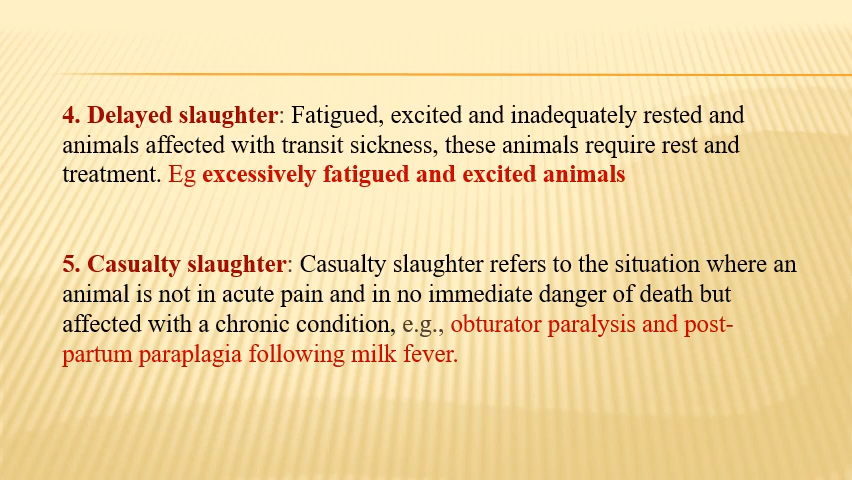 4. Delayed slaughter: Fatigued, excited and inadequately rested and
animals affected with transit sickness, these animals require rest and
treatment. Eg excessively fatigued and excited animals
5. Casualty slaughter: Casualty slaughter refers to the situation where an
animal is not in acute pain and in no immediate danger of death but
affected with a chronic condition, e.g., obturator paralysis and post-
partum paraplagia following milk fever.